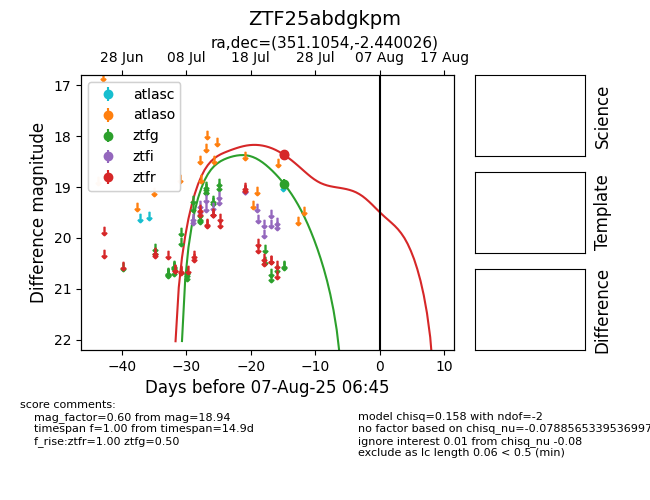 ZTF25abdgkpm
ra,dec=(351.1054,-2.440026)
28 Jun 08 Jul 18 Jul 28 Jul 07 Aug 17 Aug
17
18
19
20
21
22
Difference magnitude
atlasc
atlaso
ztfg
ztfi
ztfr
−40 −30 −20 −10 0 10
Days before 07-Aug-25 06:45
Science
Template
Difference
score comments:
mag_factor=0.60 from mag=18.94
timespan f=1.00 from timespan=14.9d
f_rise:ztfr=1.00 ztfg=0.50
model chisq=0.158 with ndof=-2
no factor based on chisq_nu=-0.0788565339536997
ignore interest 0.01 from chisq_nu -0.08
exclude as lc length 0.06 < 0.5 (min)